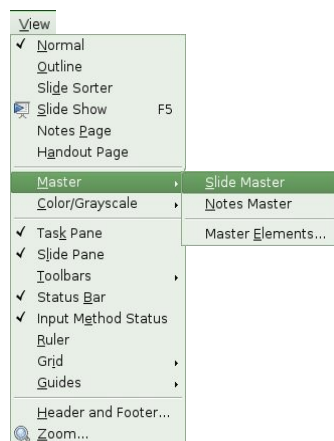 View
Normal
Outline
Slide Sorter
Slide Show F5
Notes Page
Handout Page
Master
Color/Grayscale
Slide Master
Notes Master
Master Elements...
Task Pane
Slide Pane
Toolbars
Status Bar
Input Method Status
Ruler
Grid
Guides
Header and Footer...
Zoom...